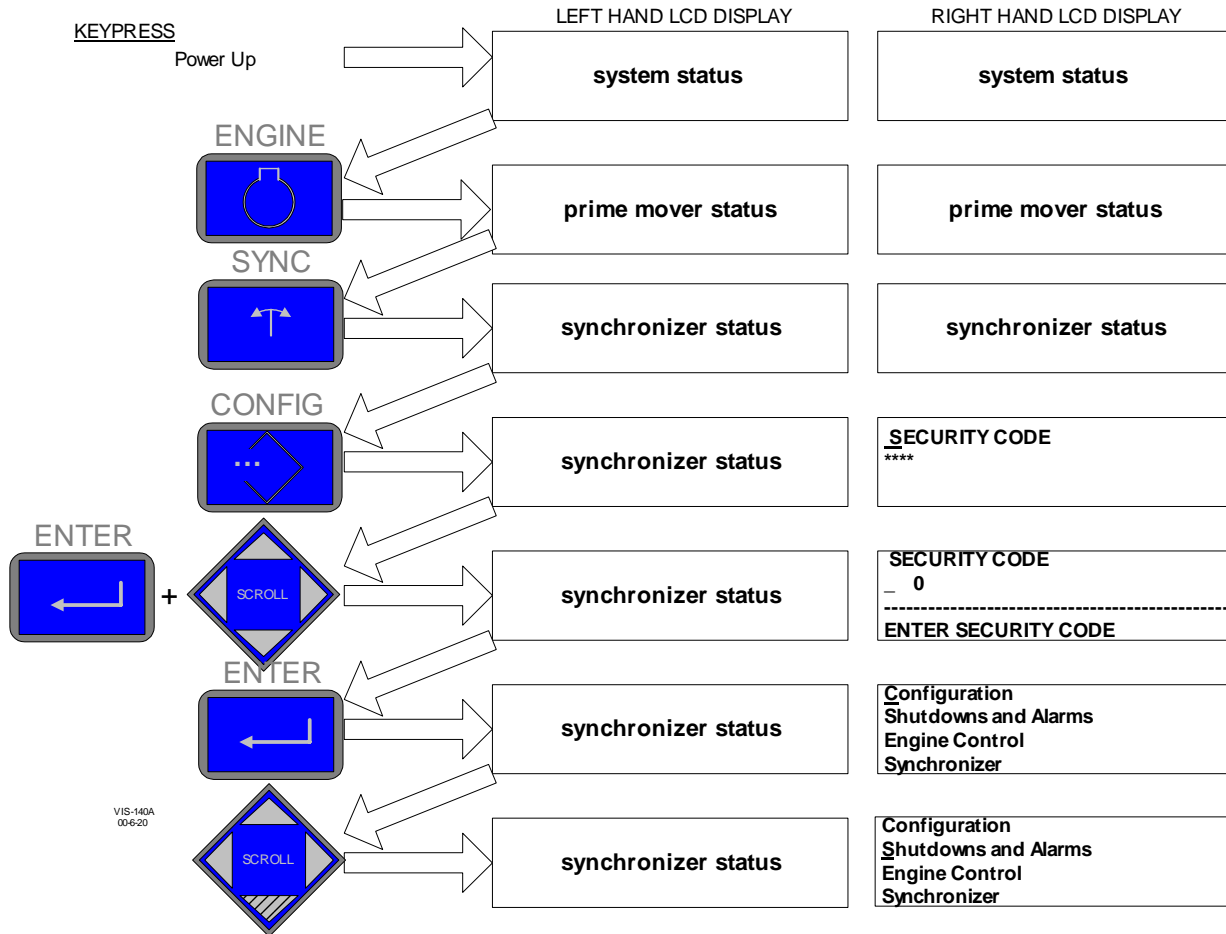 LEFT HAND LCD DISPLAY
RIGHT HAND LCD DISPLAY
KEYPRESS
Power Up
system status
system status
ENGINE
prime mover status
prime mover status
SYNC
synchronizer status
synchronizer status
CONFIG
...
synchronizer status
SECURITY CODE
****
ENTER
+
SCROLL
synchronizer status
SECURITY CODE
_ 0
-----------------------------------------------
ENTER SECURITY CODE
ENTER
synchronizer status
Configuration
Shutdowns and Alarms
Engine Control
Synchronizer
VIS-140A
00-6-20
SCROLL
synchronizer status
Configuration
Shutdowns and Alarms
Engine Control
Synchronizer